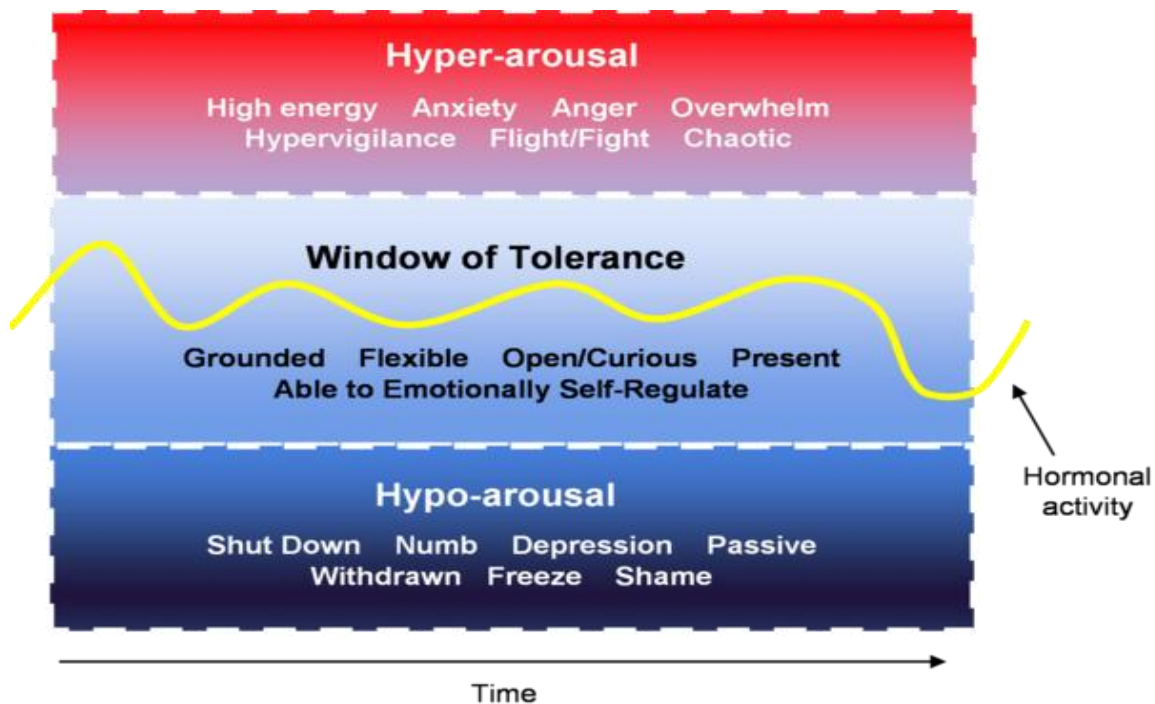 Hyper-arousal
High energy Anxiety Anger Overwhelm
Hypervigilance Flight/Fight Chaotic
Window of Tolerance
Grounded Flexible Open/Curious Present
Able to Emotionally Self-Regulate
Hypo-arousal
Shut Down Numb Depression Passive
Withdrawn Freeze Shame
Hormonal
activity
Time